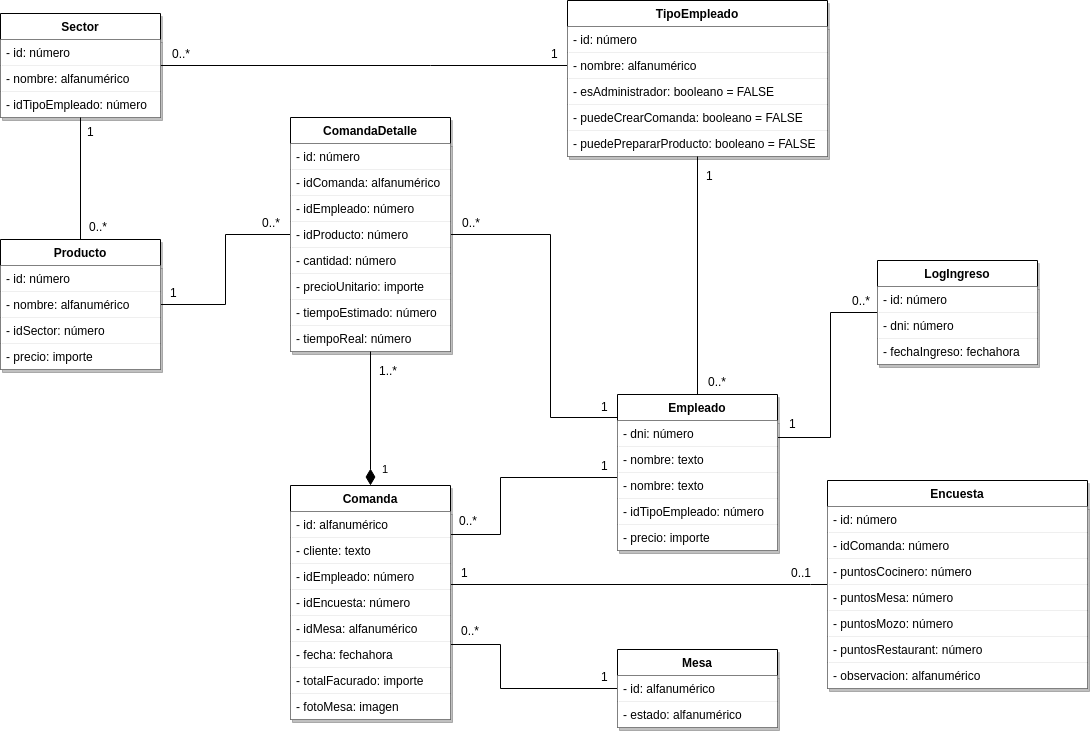 Sector
- id: número
- nombre: alfanumérico
- idTipoEmpleado: número
0..*
1
TipoEmpleado
- id: número
- nombre: alfanumérico
- esAdministrador: booleano = FALSE
- puedeCrearComanda: booleano = FALSE
- puedePrepararProducto: booleano = FALSE
1
0..*
1
0..*
Producto
- id: número
- nombre: alfanumérico
- idSector: número
- precio: importe
1
0..*
ComandaDetalle
- id: número
- idComanda: alfanumérico
- idEmpleado: número
- idProducto: número
- cantidad: número
- precioUnitario: importe
- tiempoEstimado: número
- tiempoReal: número
0..*
1
1..*
1
LogIngreso
- id: número
- dni: número
- fechaIngreso: fechahora
0..*
1
Empleado
- dni: número
- nombre: texto
- nombre: texto
- idTipoEmpleado: número
- precio: importe
1
0..*
Comanda
- id: alfanumérico
- cliente: texto
- idEmpleado: número
- idEncuesta: número
- idMesa: alfanumérico
- fecha: fechahora
- totalFacurado: importe
- fotoMesa: imagen
1
0..1
0..*
1
Encuesta
- id: número
- idComanda: número
- puntosCocinero: número
- puntosMesa: número
- puntosMozo: número
- puntosRestaurant: número
- observacion: alfanumérico
Mesa
- id: alfanumérico
- estado: alfanumérico